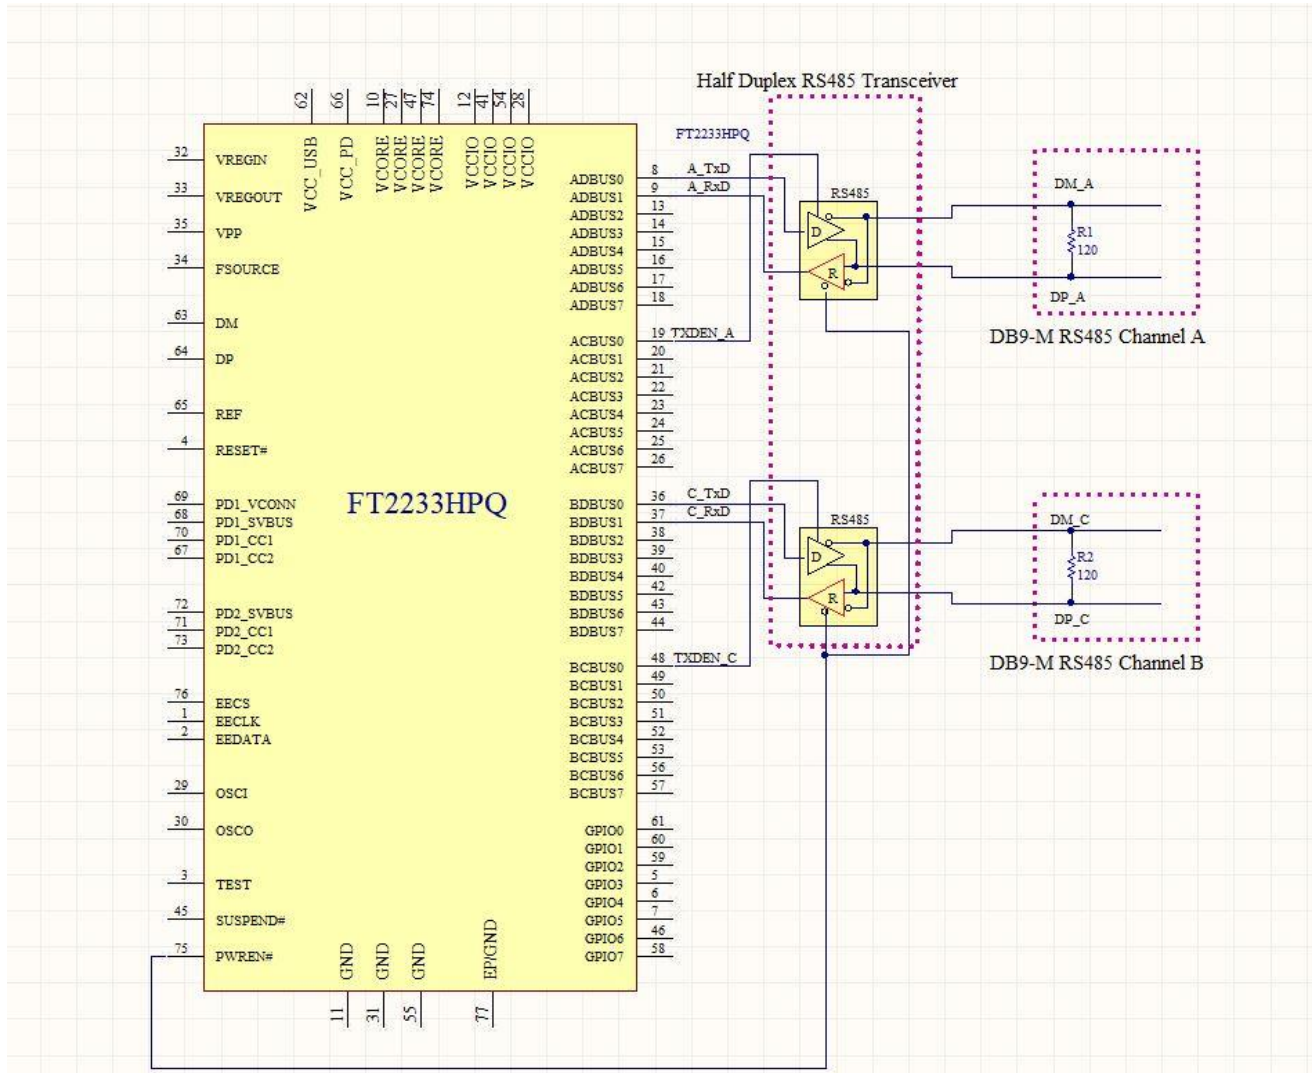 Half Duplex RS485 Transceiver
62
66
10
27
47
74
12
41
54
28
VCC_USB
VCC_PD
VCORE
VCORE
VCORE
VCORE
VCCIO
VCCIO
VCCIO
VCCIO
FT2233HPQ
32 VREGIN
33 VREGOUT
35 VPP
34 FSOURCE
63 DM
64 DP
65 REF
4 RESET#
69 PD1_VCONN
68 PD1_SVBUS
70 PD1_CC1
67 PD1_CC2
72 PD2_SVBUS
71 PD2_CC1
73 PD2_CC2
76 EECS
1 EECLK
2 EEDATA
29 OSCI
30 OSCO
3 TEST
45 SUSPEND#
75 PWREN#
FT2233HPQ
ADBUS0 8 A_TxD
ADBUS1 9 A_RxD
ADBUS2 13
ADBUS3 14
ADBUS4 15
ADBUS5 16
ADBUS6 17
ADBUS7 18
ACBUS0 19 TXDEN_A
ACBUS1 20
ACBUS2 21
ACBUS3 22
ACBUS4 23
ACBUS5 24
ACBUS6 25
ACBUS7 26
BDBUS0 36 C_TxD
BDBUS1 37 C_RxD
BDBUS2 38
BDBUS3 39
BDBUS4 40
BDBUS5 42
BDBUS6 43
BDBUS7 44
BCBUS0 48 TXDEN_C
BCBUS1 49
BCBUS2 50
BCBUS3 51
BCBUS4 52
BCBUS5 53
BCBUS6 56
BCBUS7 57
GPIO0 61
GPIO1 60
GPIO2 59
GPIO3 5
GPIO4 6
GPIO5 7
GPIO6 46
GPIO7 58
GND
GND
GND
EP/GND
11
31
55
77
RS485
D
R
DM_A
R1
120
DP_A
DB9-M RS485 Channel A
RS485
D
R
DM_C
R2
120
DP_C
DB9-M RS485 Channel B